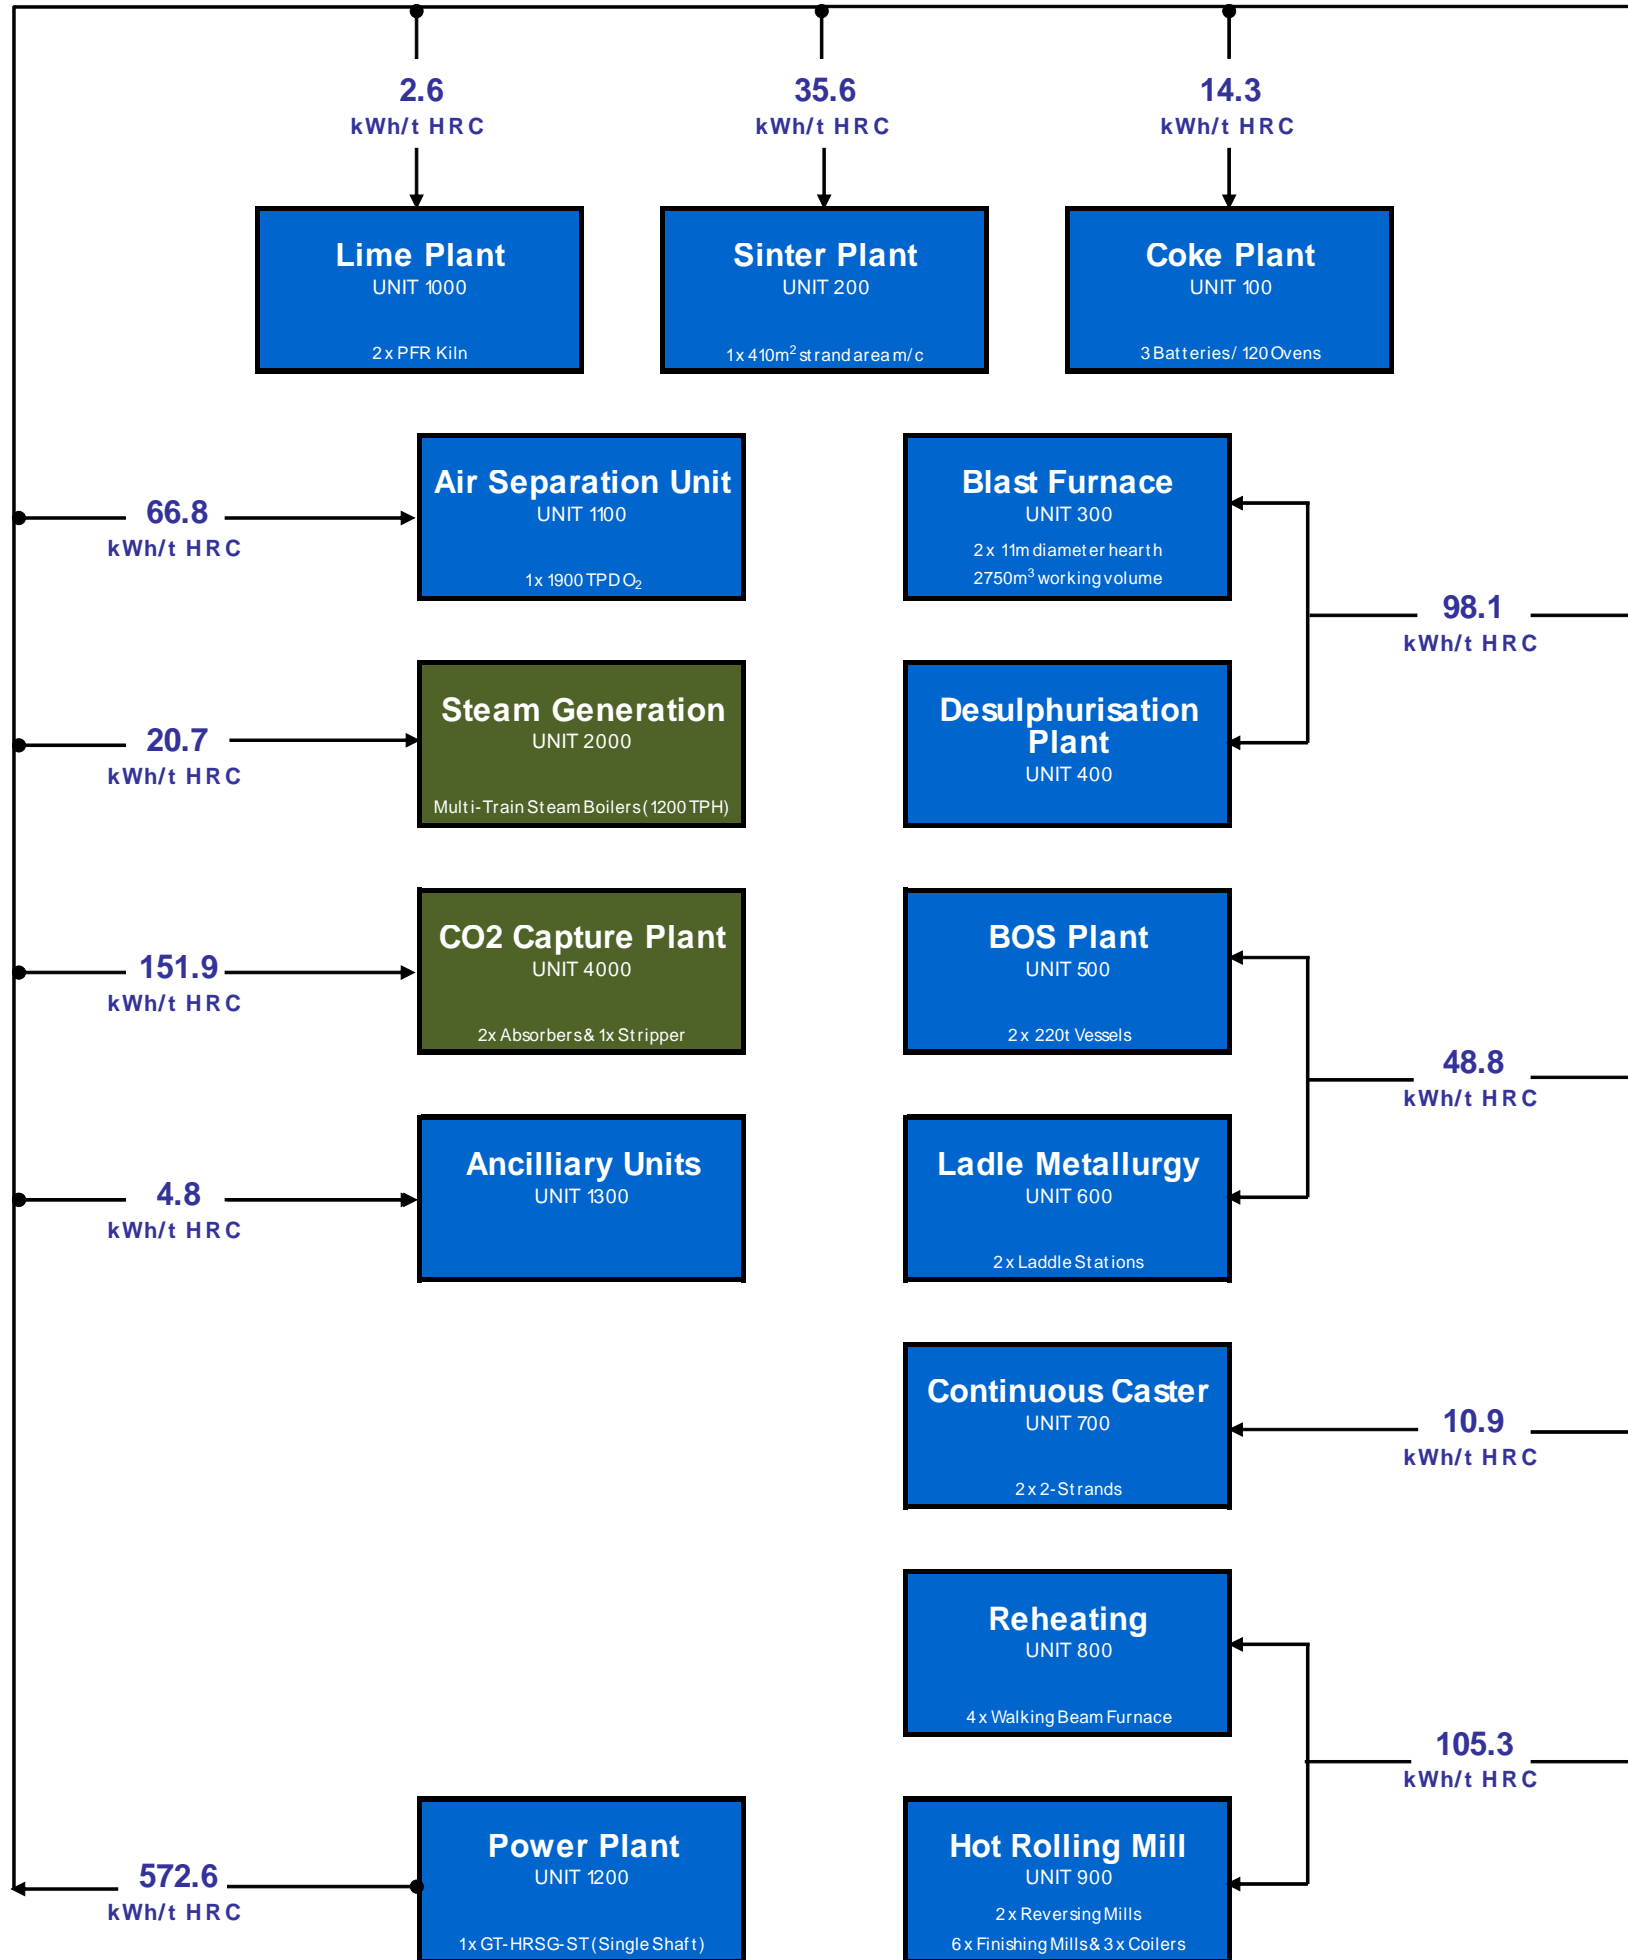 2.6
kWh/t HRC
35.6
kWh/t HRC
14.3
kWh/t HRC
Lime Plant
UNIT 1000
2 x PFR Kiln
Sinter Plant
UNIT 200
1 x 410m² strand area m/c
Coke Plant
UNIT 100
3 Batteries / 120 Ovens
66.8
kWh/t HRC
Air Separation Unit
UNIT 1100
1 x 1900 TPD O₂
Blast Furnace
UNIT 300
2 x 11m diameter hearth
2750m³ working volume
98.1
kWh/t HRC
20.7
kWh/t HRC
Steam Generation
UNIT 2000
Multi-Train Steam Boilers (1200 TPH)
Desulphurisation
Plant
UNIT 400
151.9
kWh/t HRC
CO2 Capture Plant
UNIT 4000
2x Absorbers & 1x Stripper
BOS Plant
UNIT 500
2 x 220t Vessels
48.8
kWh/t HRC
4.8
kWh/t HRC
Ancilliary Units
UNIT 1300
Ladle Metallurgy
UNIT 600
2 x Laddle Stations
Continuous Caster
UNIT 700
2 x 2-Strands
10.9
kWh/t HRC
Reheating
UNIT 800
4 x Walking Beam Furnace
105.3
kWh/t HRC
572.6
kWh/t HRC
Power Plant
UNIT 1200
1x GT-HRSG-ST (Single Shaft)
Hot Rolling Mill
UNIT 900
2 x Reversing Mills
6 x Finishing Mills & 3 x Coilers